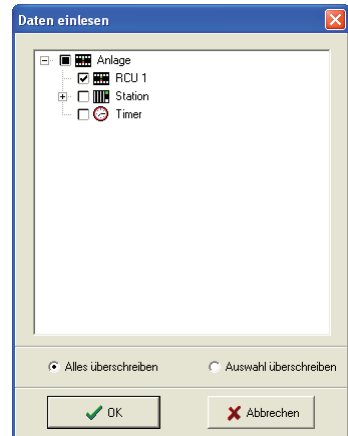 Daten einlesen
Anlage
RCU 1
Station
Timer
Alles überschreiben
Auswahl überschreiben
OK
Abbrechen